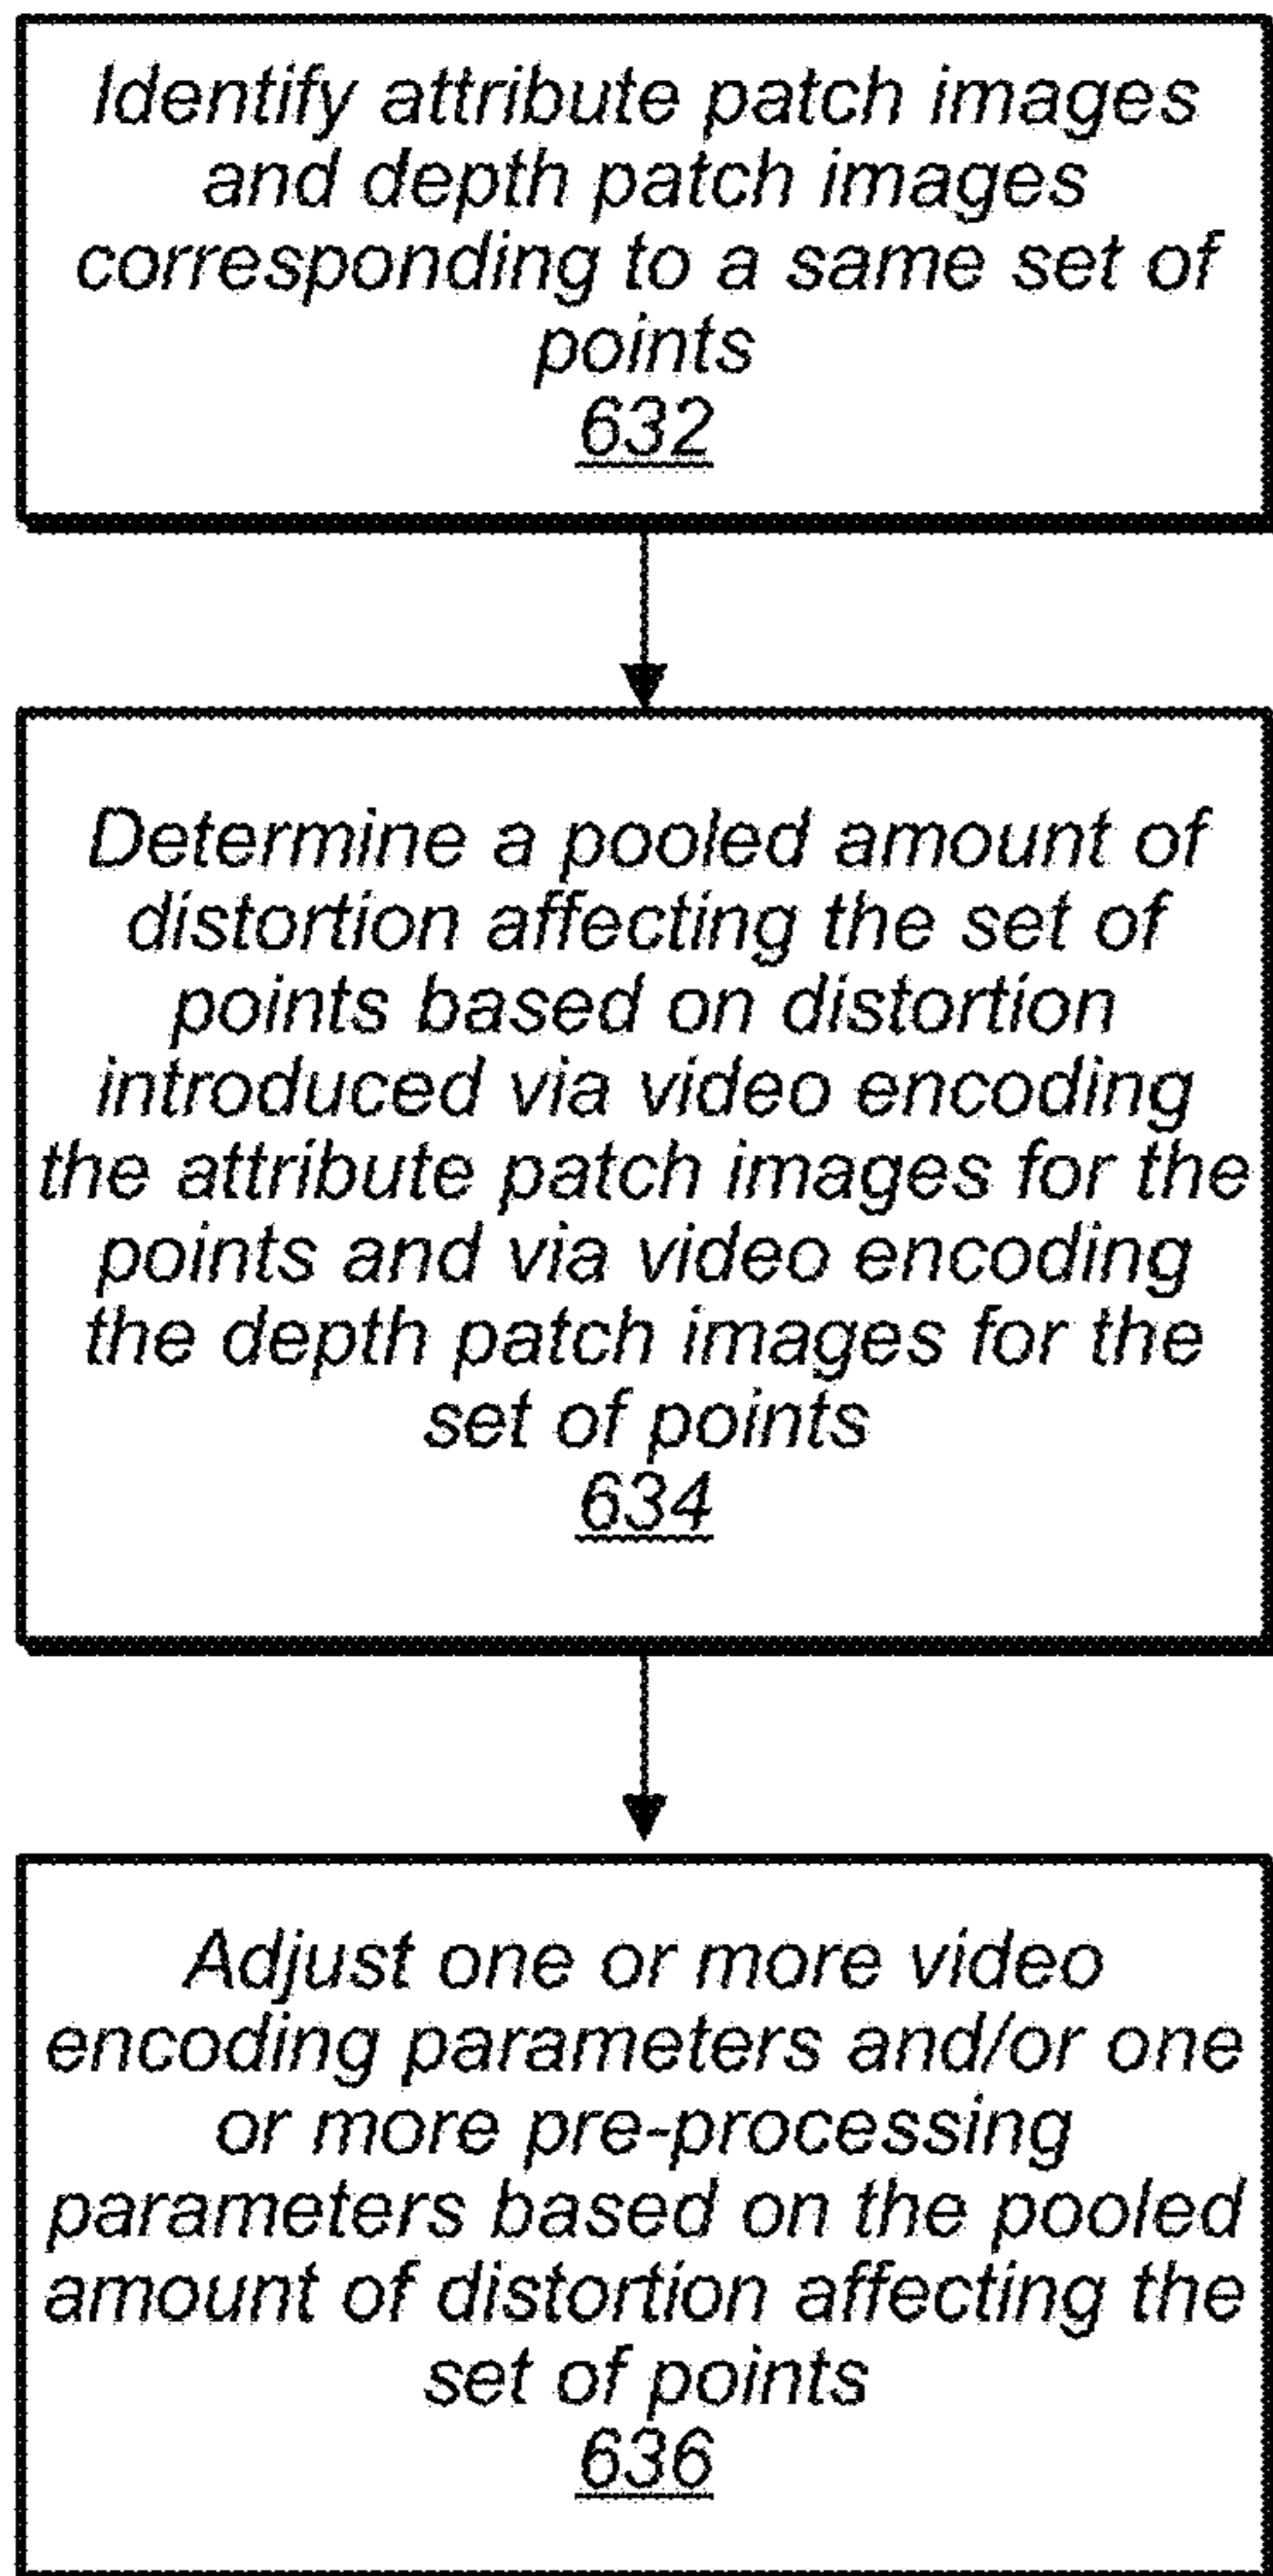 Identify attribute patch images
and depth patch images
corresponding to a same set of
points
632
Determine a pooled amount of
distortion affecting the set of
points based on distortion
introduced via video encoding
the attribute patch images for the
points and via video encoding
the depth patch images for the
set of points
634
Adjust one or more video
encoding parameters and/or one
or more pre-processing
parameters based on the pooled
amount of distortion affecting the
set of points
636